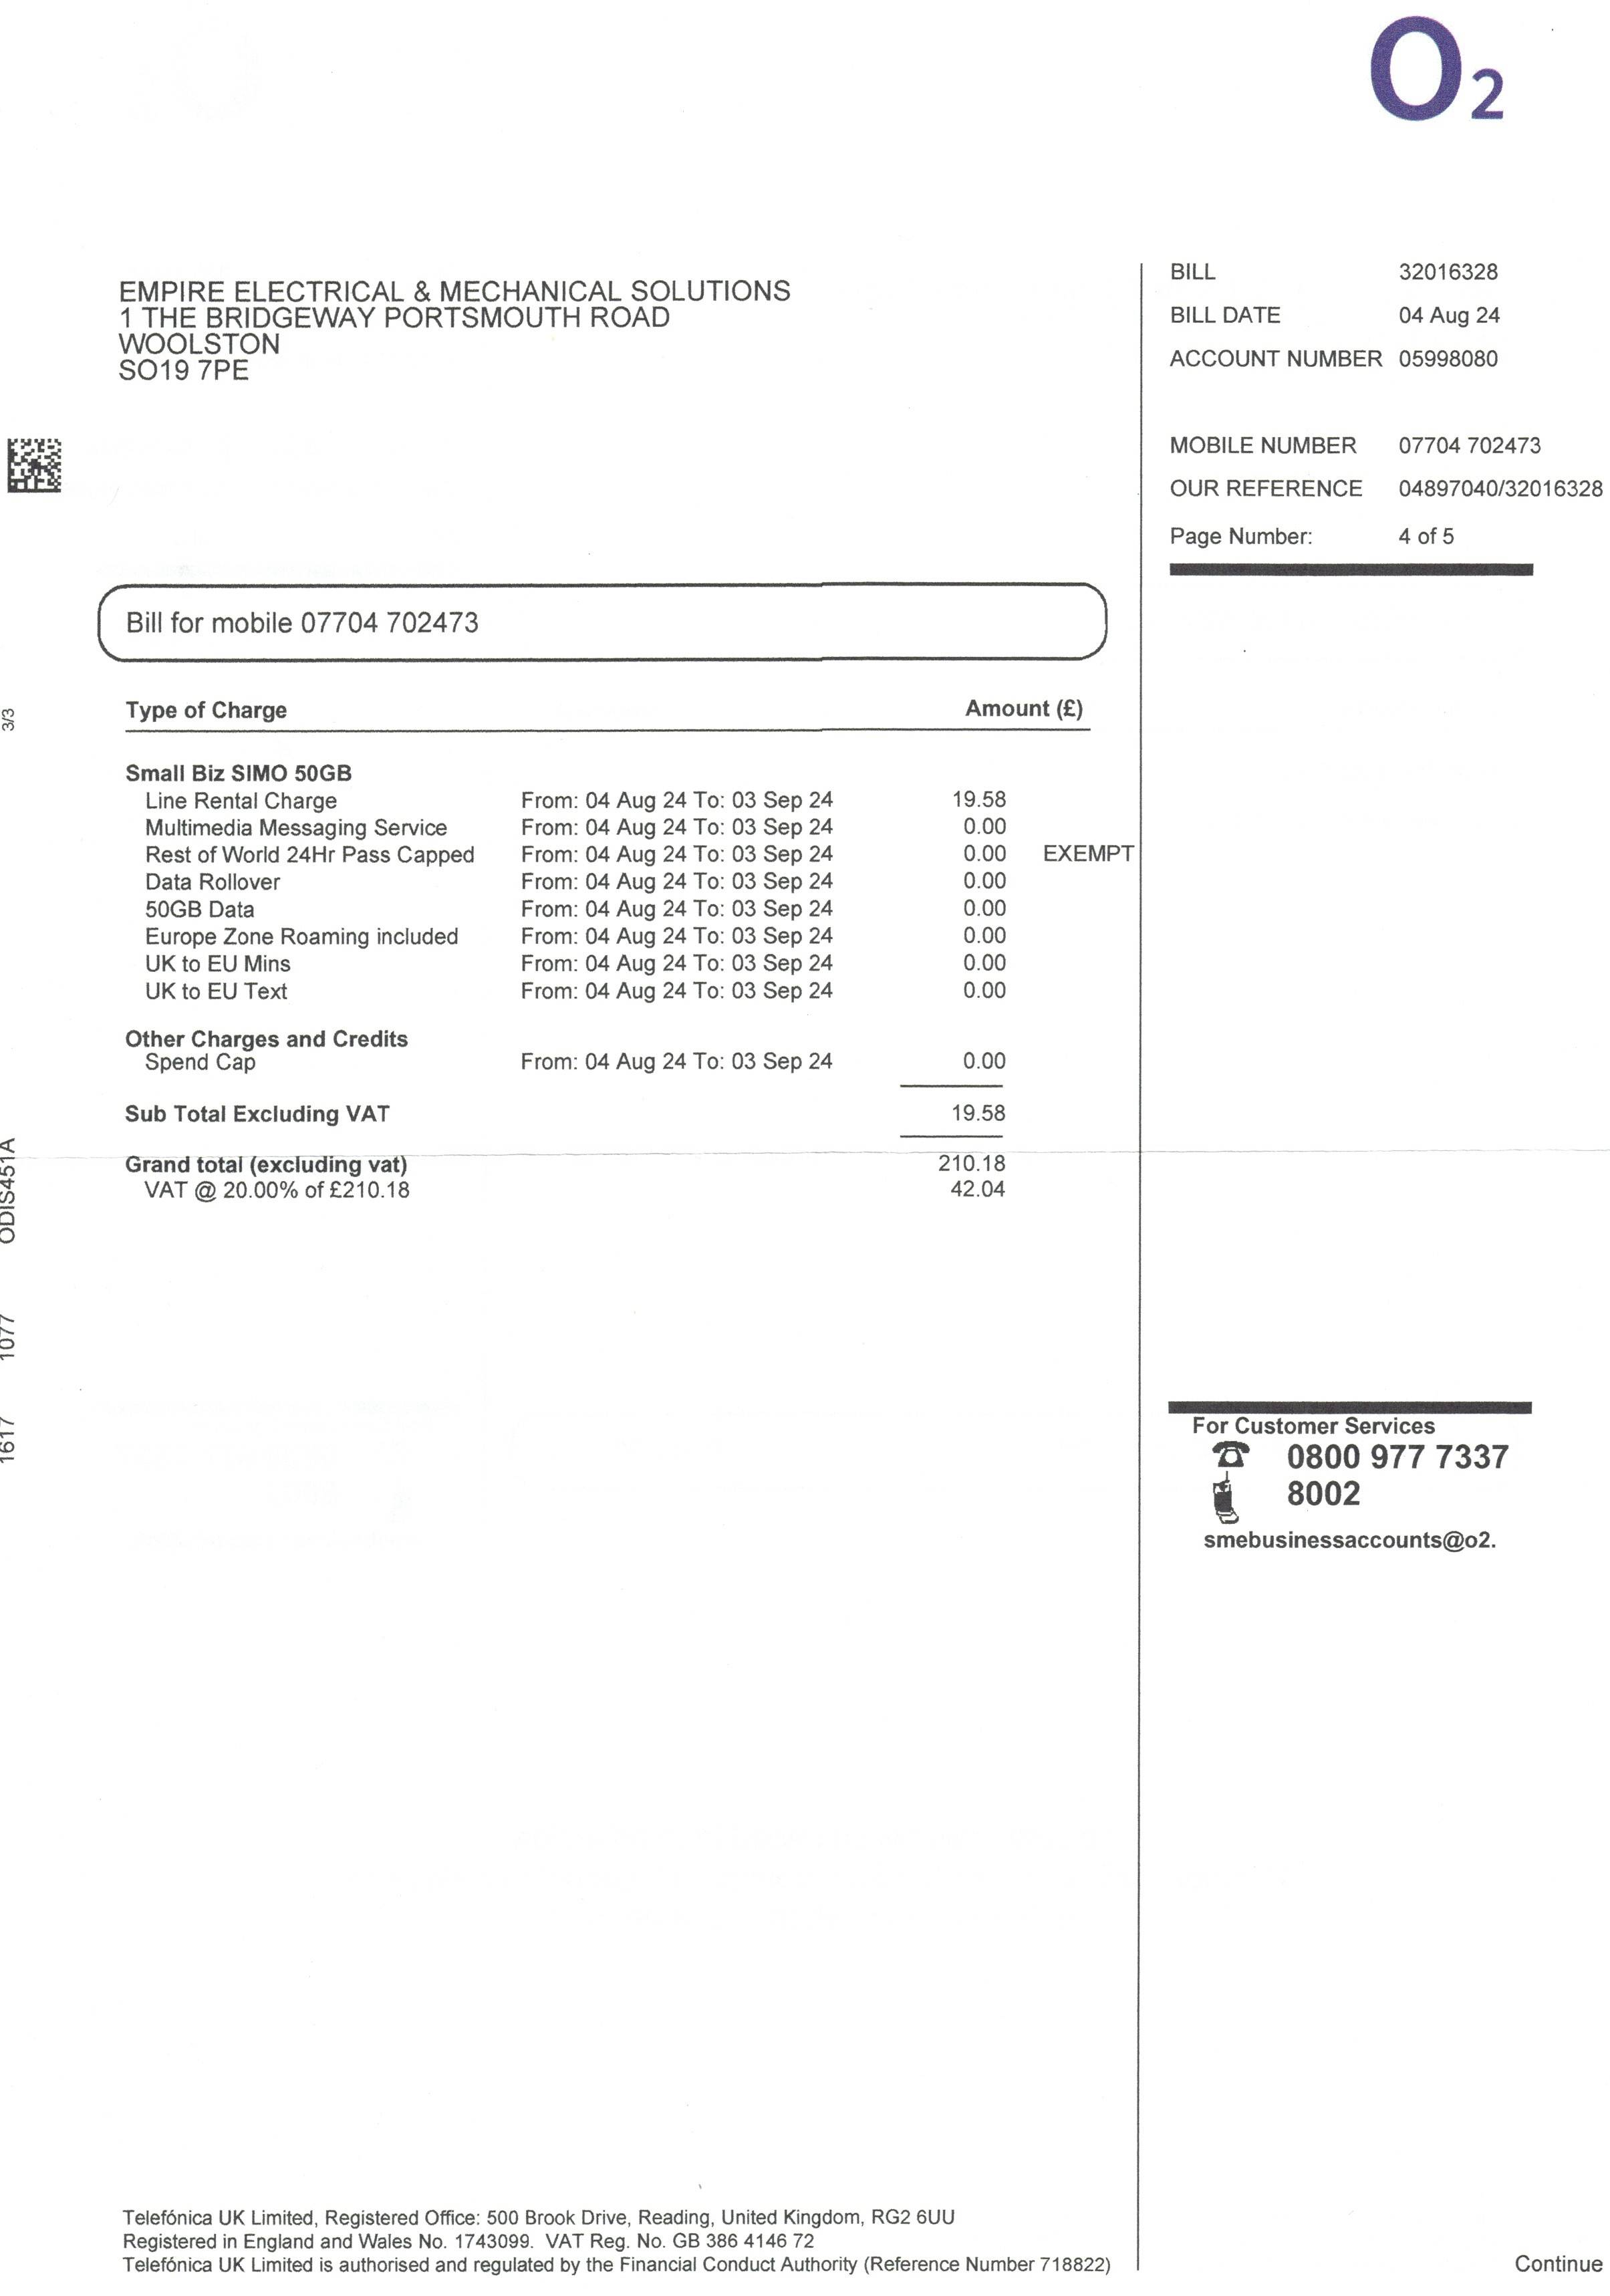 O2
EMPIRE ELECTRICAL & MECHANICAL SOLUTIONS
1 THE BRIDGEWAY PORTSMOUTH ROAD
WOOLSTON
SO19 7PE
BILL 32016328
BILL DATE 04 Aug 24
ACCOUNT NUMBER 05998080
MOBILE NUMBER 07704 702473
OUR REFERENCE 04897040/32016328
Page Number: 4 of 5
Bill for mobile 07704 702473
Type of Charge Amount (£)
Small Biz SIMO 50GB
Line Rental Charge From: 04 Aug 24 To: 03 Sep 24 19.58
Multimedia Messaging Service From: 04 Aug 24 To: 03 Sep 24 0.00
Rest of World 24Hr Pass Capped From: 04 Aug 24 To: 03 Sep 24 0.00 EXEMPT
Data Rollover From: 04 Aug 24 To: 03 Sep 24 0.00
50GB Data From: 04 Aug 24 To: 03 Sep 24 0.00
Europe Zone Roaming included From: 04 Aug 24 To: 03 Sep 24 0.00
UK to EU Mins From: 04 Aug 24 To: 03 Sep 24 0.00
UK to EU Text From: 04 Aug 24 To: 03 Sep 24 0.00
Other Charges and Credits
Spend Cap From: 04 Aug 24 To: 03 Sep 24 0.00
Sub Total Excluding VAT 19.58
Grand total (excluding vat) 210.18
VAT @ 20.00% of £210.18 42.04
3/3
ODIS451A
1077
1617
For Customer Services
0800 977 7337
8002
smebusinessaccounts@o2.
Telefónica UK Limited, Registered Office: 500 Brook Drive, Reading, United Kingdom, RG2 6UU
Registered in England and Wales No. 1743099. VAT Reg. No. GB 386 4146 72
Telefónica UK Limited is authorised and regulated by the Financial Conduct Authority (Reference Number 718822)
Continue